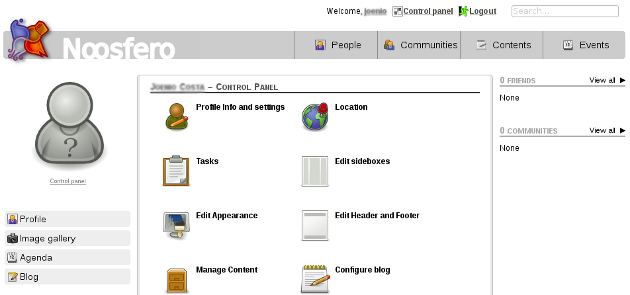 Welcome, joenio Control panel Logout Search...
Noosfero
People Communities Contents Events
Joenio Costa – Control Panel
Profile Info and settings Location
Tasks Edit sideboxes
Edit Appearance Edit Header and Footer
Manage Content Configure blog
Control panel
Profile
Image gallery
Agenda
Blog
0 friends View all
None
0 communities View all
None